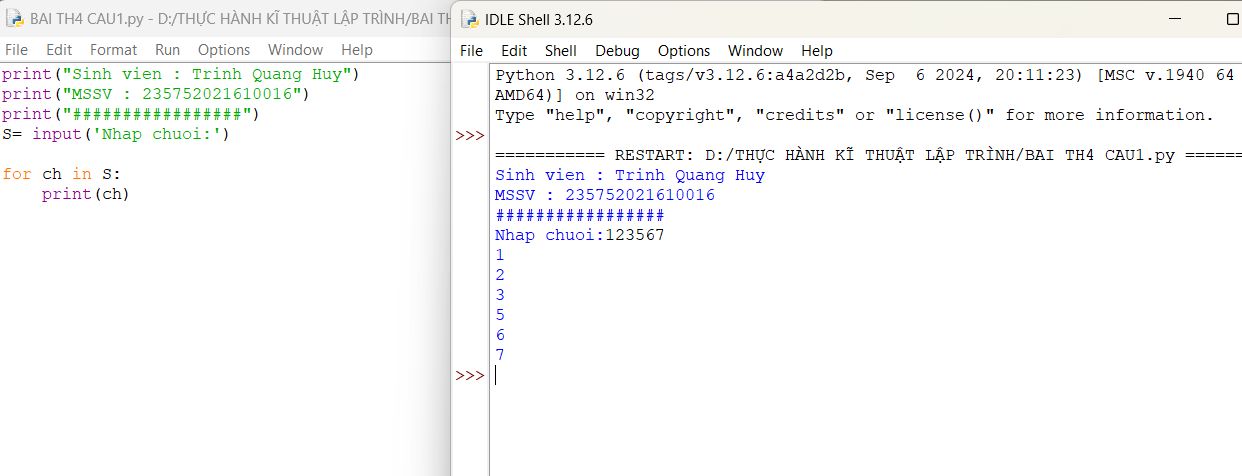 BAI TH4 CAU1.py - D:/THỰC HÀNH KĨ THUẬT LẬP TRÌNH/BAI TH
File Edit Format Run Options Window Help
print("Sinh vien : Trinh Quang Huy")
print("MSSV : 235752021610016")
print("#################")
S= input('Nhap chuoi:')
for ch in S:
    print(ch)
IDLE Shell 3.12.6
File Edit Shell Debug Options Window Help
Python 3.12.6 (tags/v3.12.6:a4a2d2b, Sep  6 2024, 20:11:23) [MSC v.1940 64
AMD64)] on win32
Type "help", "copyright", "credits" or "license()" for more information.
>>>
=========== RESTART: D:/THỰC HÀNH KĨ THUẬT LẬP TRÌNH/BAI TH4 CAU1.py ======
Sinh vien : Trinh Quang Huy
MSSV : 235752021610016
#################
Nhap chuoi:123567
1
2
3
5
6
7
>>>